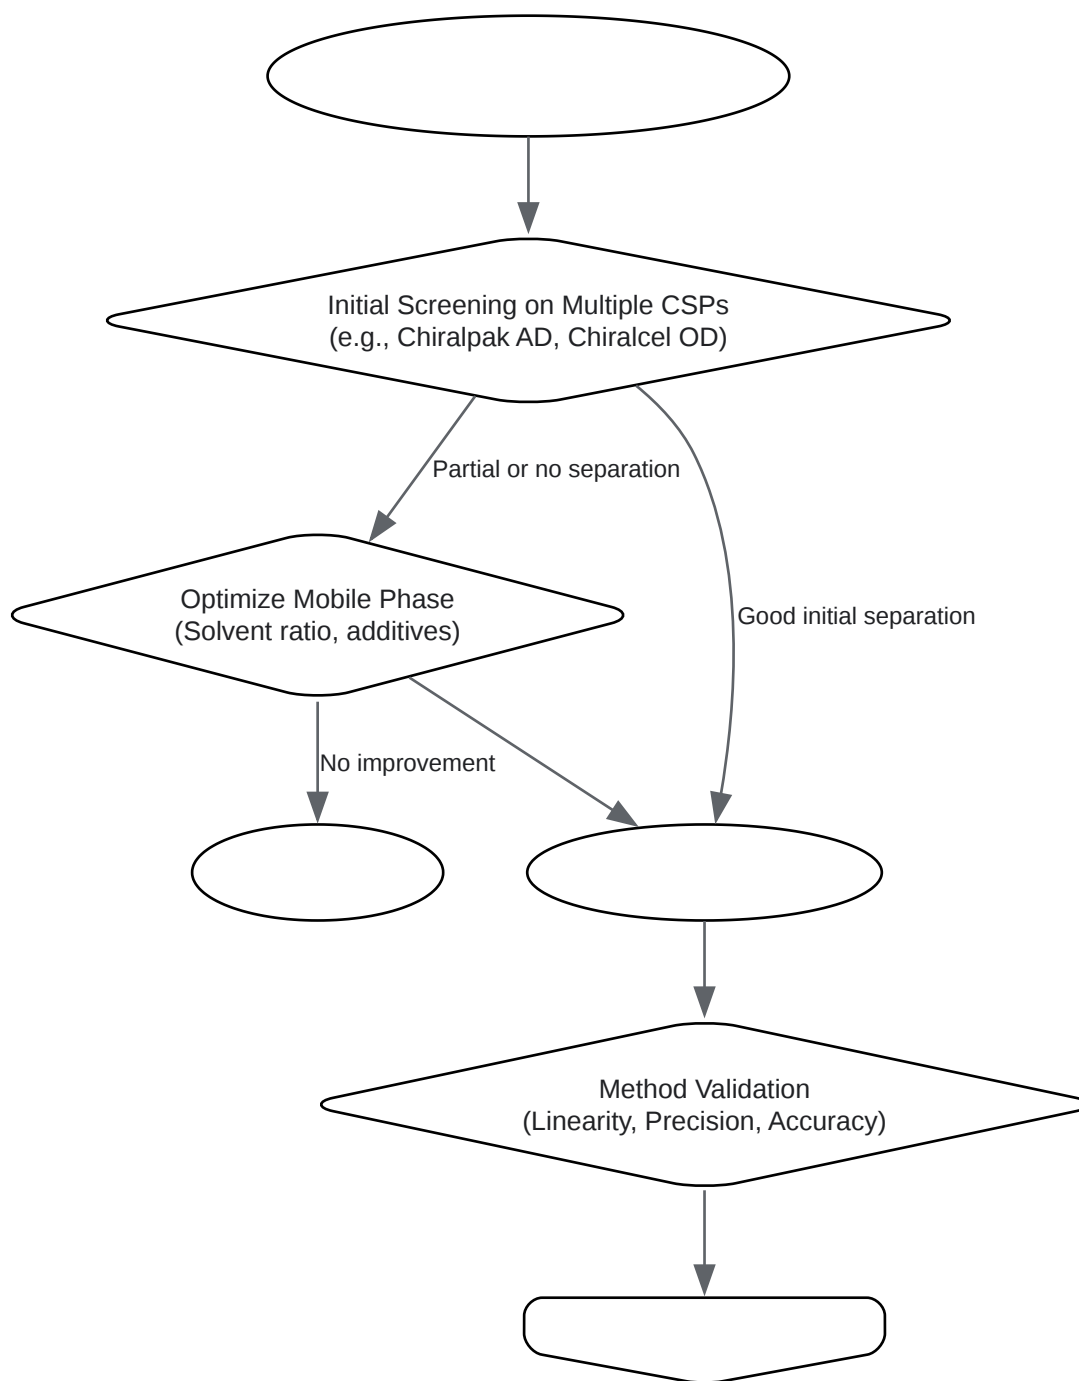 Initial Screening on Multiple CSPs
(e.g., Chiralpak AD, Chiralcel OD)
Partial or no separation
Optimize Mobile Phase
(Solvent ratio, additives)
Good initial separation
No improvement
Method Validation
(Linearity, Precision, Accuracy)